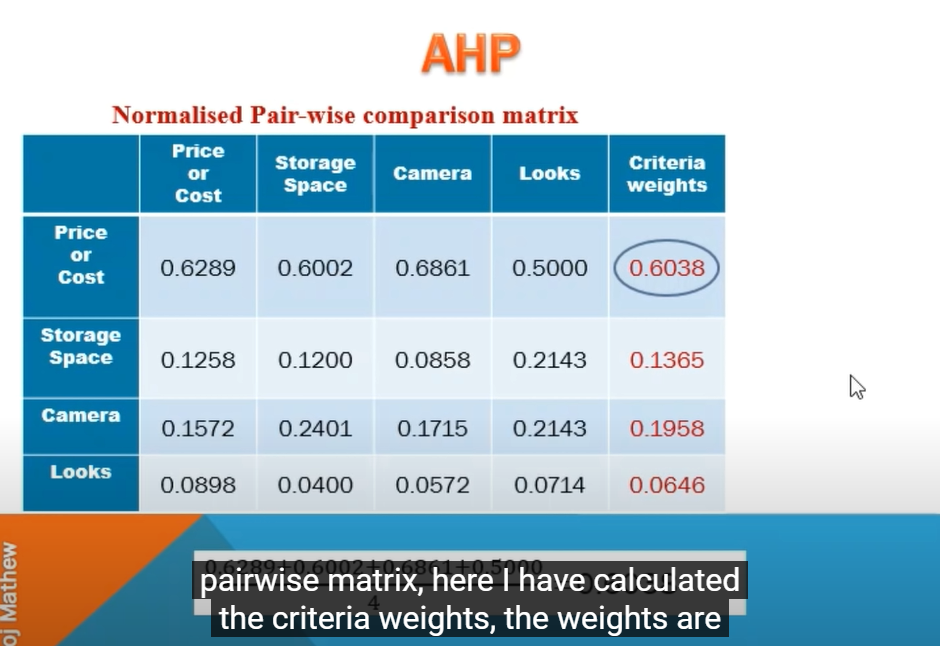 AHP
Normalised Pair-wise comparison matrix
Price or Cost Storage Space Camera Looks Criteria weights
Price or Cost 0.6289 0.6002 0.6861 0.5000 0.6038
Storage Space 0.1258 0.1200 0.0858 0.2143 0.1365
Camera 0.1572 0.2401 0.1715 0.2143 0.1958
Looks 0.0898 0.0400 0.0572 0.0714 0.0646
0.6289+0.6002+0.6861+0.5000
4
pairwise matrix, here I have calculated
the criteria weights, the weights are
oj Mathew